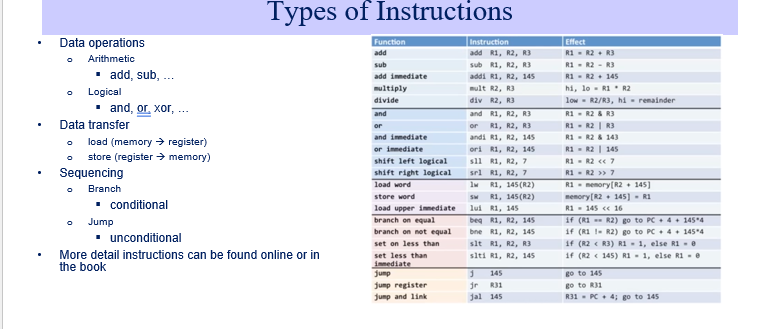 Types of Instructions
• Data operations
o Arithmetic
▪ add, sub, ...
o Logical
▪ and, or, xor, ...
• Data transfer
o load (memory → register)
o store (register → memory)
• Sequencing
o Branch
▪ conditional
o Jump
▪ unconditional
• More detail instructions can be found online or in
the book
Function Instruction Effect
add add R1, R2, R3 R1 = R2 + R3
sub sub R1, R2, R3 R1 = R2 - R3
add immediate addi R1, R2, 145 R1 = R2 + 145
multiply mult R2, R3 hi, lo = R1 * R2
divide div R2, R3 low = R2/R3, hi = remainder
and and R1, R2, R3 R1 = R2 & R3
or or R1, R2, R3 R1 = R2 | R3
and immediate andi R1, R2, 145 R1 = R2 & 143
or immediate ori R1, R2, 145 R1 = R2 | 145
shift left logical sll R1, R2, 7 R1 = R2 << 7
shift right logical srl R1, R2, 7 R1 = R2 >> 7
load word lw R1, 145(R2) R1 = memory[R2 + 145]
store word sw R1, 145(R2) memory[R2 + 145] = R1
load upper immediate lui R1, 145 R1 = 145 << 16
branch on equal beq R1, R2, 145 if (R1 == R2) go to PC + 4 + 145*4
branch on not equal bne R1, R2, 145 if (R1 != R2) go to PC + 4 + 145*4
set on less than slt R1, R2, R3 if (R2 < R3) R1 = 1, else R1 = 0
set less than slti R1, R2, 145 if (R2 < 145) R1 = 1, else R1 = 0
immediate
jump j 145 go to 145
jump register jr R31 go to R31
jump and link jal 145 R31 = PC + 4; go to 145